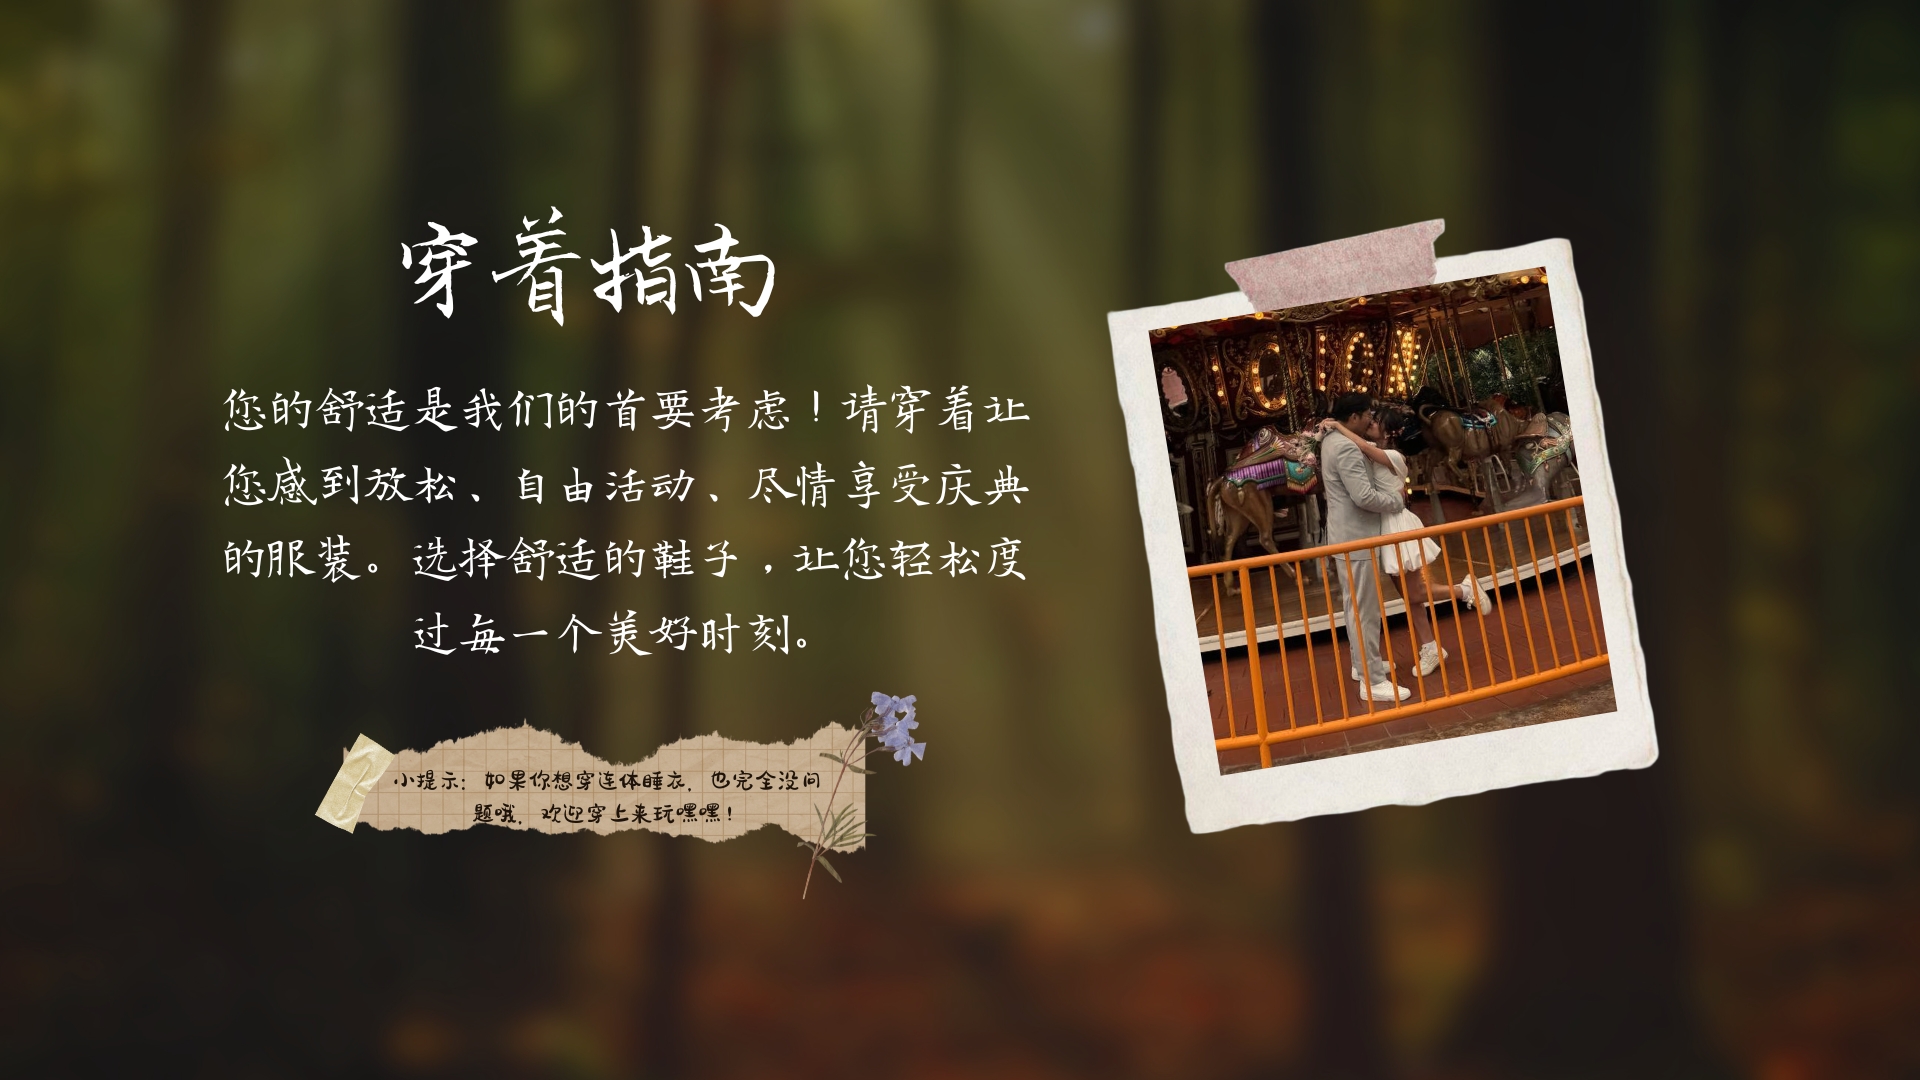 穿着指南
您的舒适是我们的首要考虑！请穿着让
您感到放松、自由活动、尽情享受庆典
的服装。选择舒适的鞋子，让您轻松度
过每一个美好时刻。
小提示：如果你想穿连体睡衣，也完全没问
题哦，欢迎穿上来玩嘿嘿！